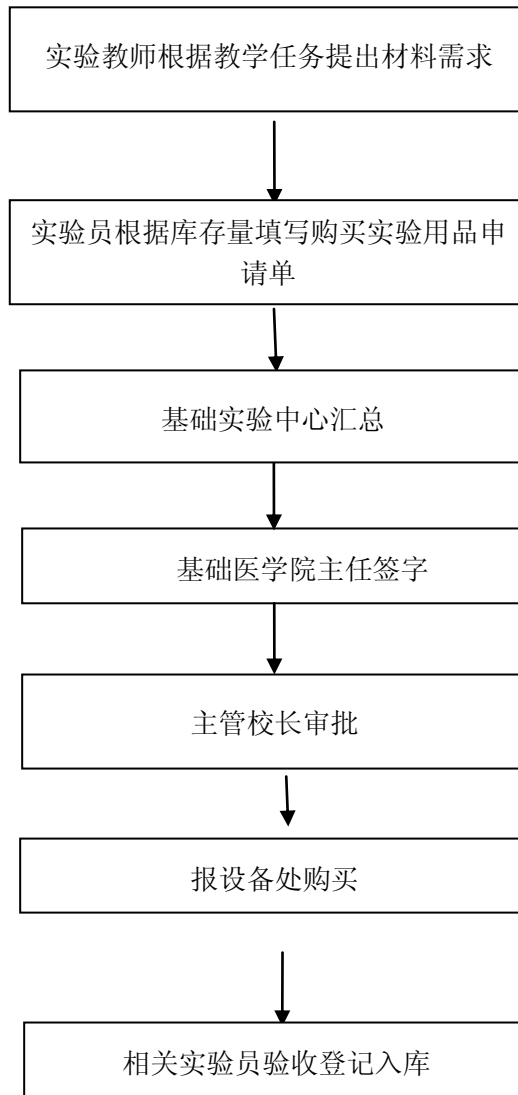 实验教师根据教学任务提出材料需求
实验员根据库存量填写购买实验用品申
请单
基础实验中心汇总
基础医学院主任签字
主管校长审批
报设备处购买
相关实验员验收登记入库